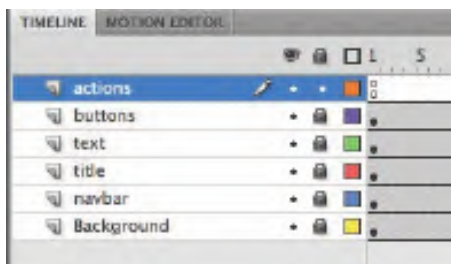 TIMELINE MOTION EDITOR
1 5
actions
buttons
text
title
navbar
Background